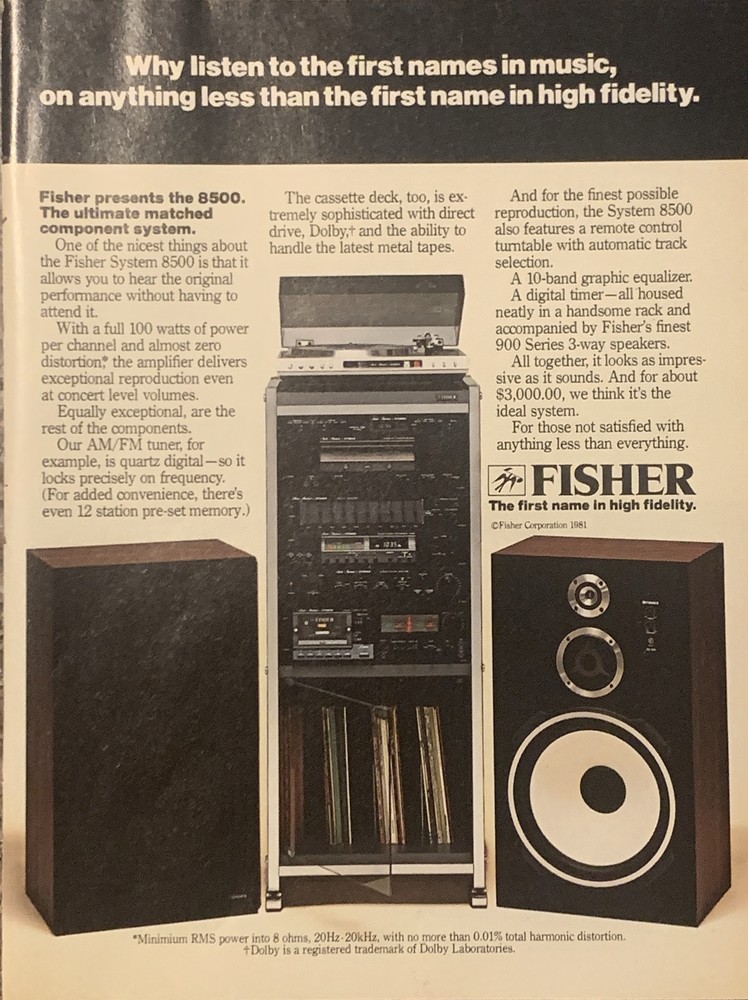 Why listen to the first names in music,
on anything less than the first name in high fidelity.
Fisher presents the 8500.
The ultimate matched
component system.
One of the nicest things about
the Fisher System 8500 is that it
allows you to hear the original
performance without having to
attend it.
With a full 100 watts of power
per channel and almost zero
distortion,* the amplifier delivers
exceptional reproduction even
at concert level volumes.
Equally exceptional, are the
rest of the components.
Our AM/FM tuner, for
example, is quartz digital—so it
locks precisely on frequency.
(For added convenience, there's
even 12 station pre-set memory.)
The cassette deck, too, is ex-
tremely sophisticated with direct
drive, Dolby,† and the ability to
handle the latest metal tapes.
And for the finest possible
reproduction, the System 8500
also features a remote control
turntable with automatic track
selection.
A 10-band graphic equalizer.
A digital timer—all housed
neatly in a handsome rack and
accompanied by Fisher's finest
900 Series 3-way speakers.
All together, it looks as impres-
sive as it sounds. And for about
$3,000.00, we think it's the
ideal system.
For those not satisfied with
anything less than everything.
FISHER
The first name in high fidelity.
©Fisher Corporation 1981
FISHER
*Minimium RMS power into 8 ohms, 20Hz-20kHz, with no more than 0.01% total harmonic distortion.
†Dolby is a registered trademark of Dolby Laboratories.